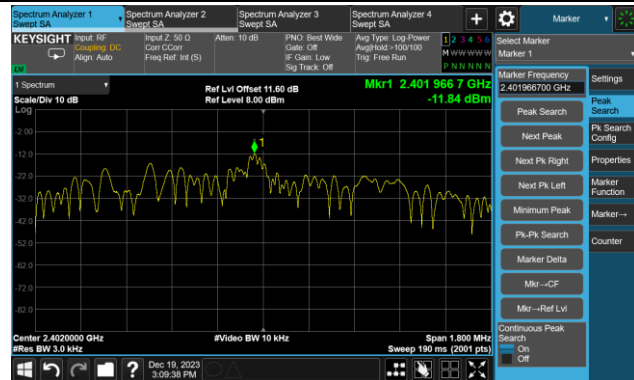 Spectrum Analyzer 1
Swept SA
Spectrum Analyzer 2
Swept SA
Spectrum Analyzer 3
Swept SA
Spectrum Analyzer 4
Swept SA
Marker
KEYSIGHT
Input: RF
Coupling: DC
Align: Auto
Input Z: 50 Ω
Corr CCorr
Freq Ref: Int (S)
Atten: 10 dB
PNO: Best Wide
Gate: Off
IF Gain: Low
Sig Track: Off
Avg Type: Log-Power
Avg|Hold:>100/100
Trig: Free Run
1 2 3 4 5 6
M W W W W W
P N N N N N
Select Marker
Marker 1
1 Spectrum
Scale/Div 10 dB
Ref Lvl Offset 11.60 dB
Ref Level 8.00 dBm
Mkr1 2.401 966 7 GHz
-11.84 dBm
Log
-2.00
-12.0
-22.0
-32.0
-42.0
-52.0
-62.0
-72.0
-82.0
1
Center 2.4020000 GHz
#Res BW 3.0 kHz
#Video BW 10 kHz
Span 1.800 MHz
Sweep 190 ms (2001 pts)
Marker Frequency
2.401966700 GHz
Peak Search
Next Peak
Next Pk Right
Next Pk Left
Minimum Peak
Pk-Pk Search
Marker Delta
Mkr→CF
Mkr→Ref Lvl
Continuous Peak
Search
On
Off
Settings
Peak
Search
Pk Search
Config
Properties
Marker
Function
Marker→
Counter
?
Dec 19, 2023
3:09:38 PM